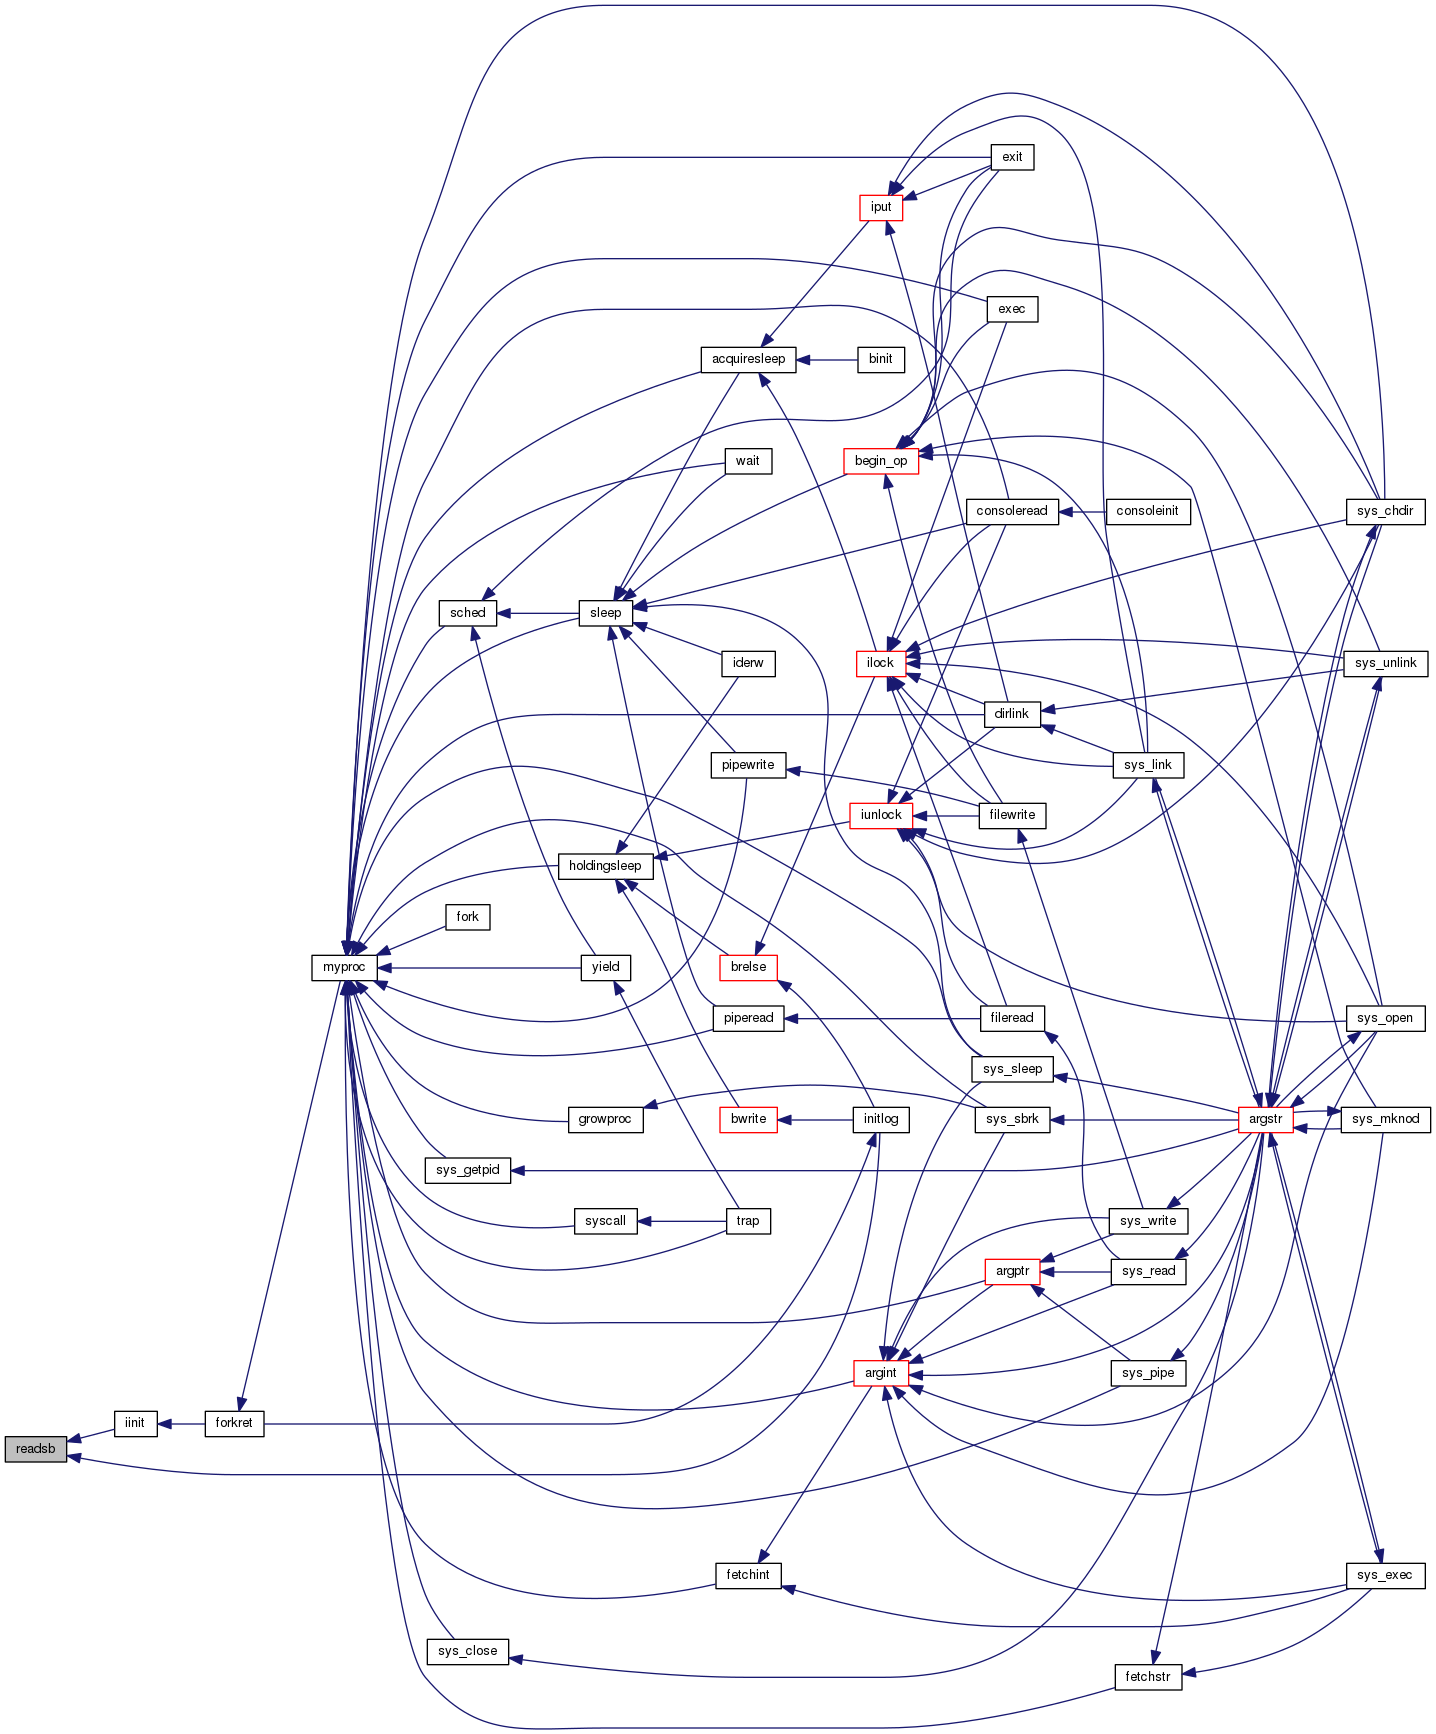 exit
iput
exec
acquiresleep
binit
wait
begin_op
consoleread
consoleinit
sys_chdir
sched
sleep
iderw
ilock
sys_unlink
dirlink
pipewrite
sys_link
iunlock
filewrite
holdingsleep
fork
myproc
yield
brelse
piperead
fileread
sys_open
sys_sleep
growproc
bwrite
initlog
sys_sbrk
argstr
sys_mknod
sys_getpid
syscall
trap
sys_write
argptr
sys_read
argint
sys_pipe
iinit
forkret
readsb
fetchint
sys_exec
sys_close
fetchstr